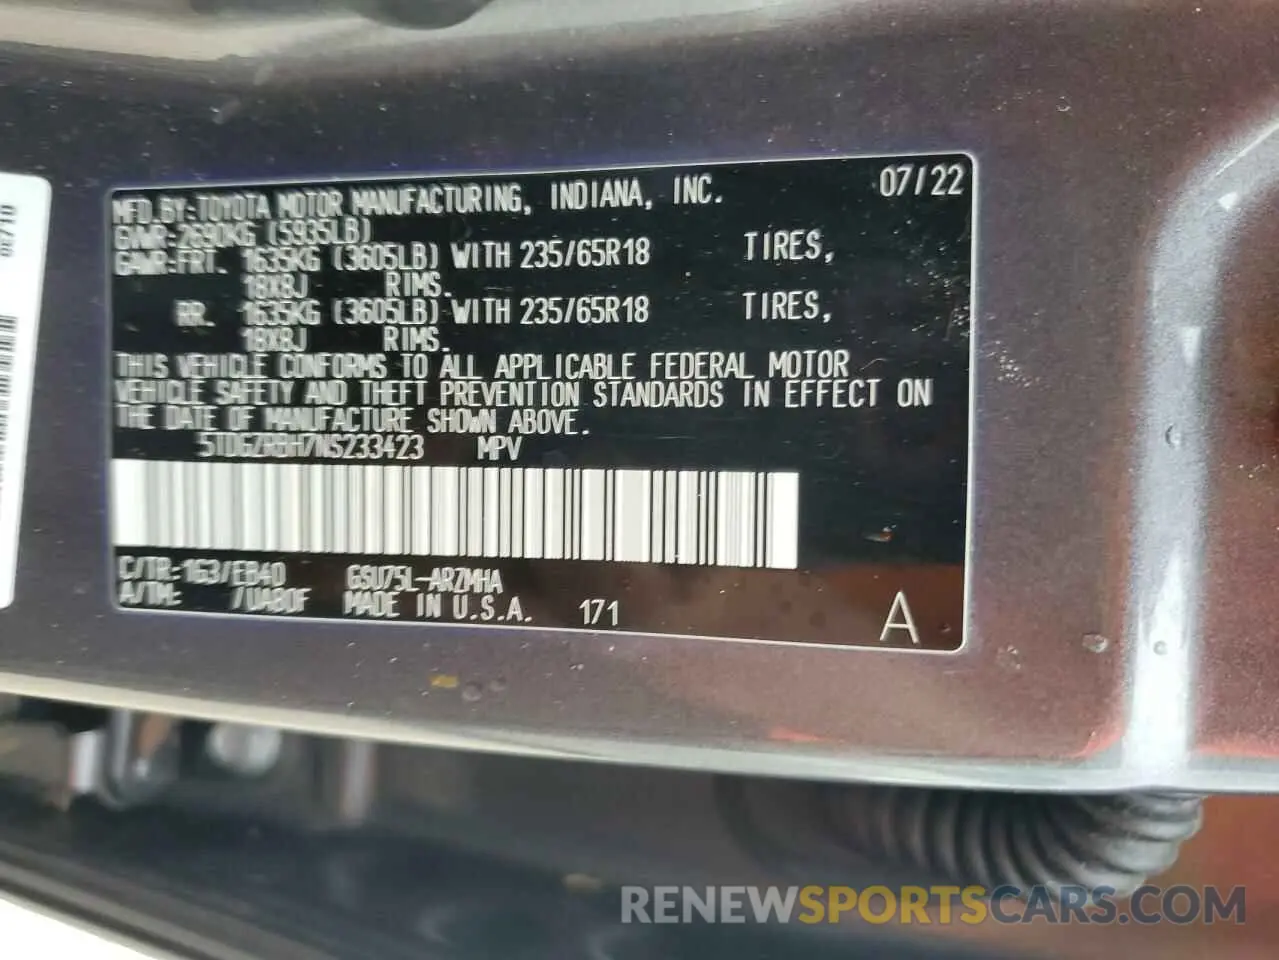 MFD.BY:TOYOTA MOTOR MANUFACTURING, INDIANA, INC. 07/22
GVWR:2690KG (5935LB)
GAWR:FRT. 1635KG (3605LB) WITH 235/65R18 TIRES,
18X8J RIMS.
RR. 1635KG (3605LB) WITH 235/65R18 TIRES,
18X8J RIMS.
THIS VEHICLE CONFORMS TO ALL APPLICABLE FEDERAL MOTOR
VEHICLE SAFETY AND THEFT PREVENTION STANDARDS IN EFFECT ON
THE DATE OF MANUFACTURE SHOWN ABOVE.
5TDGZRBH7NS233423 MPV
C/TR:1G3/EB40 GSU75L-ARZMHA
A/TM: /UA80F MADE IN U.S.A. 171 A
RENEWSPORTSCARS.COM